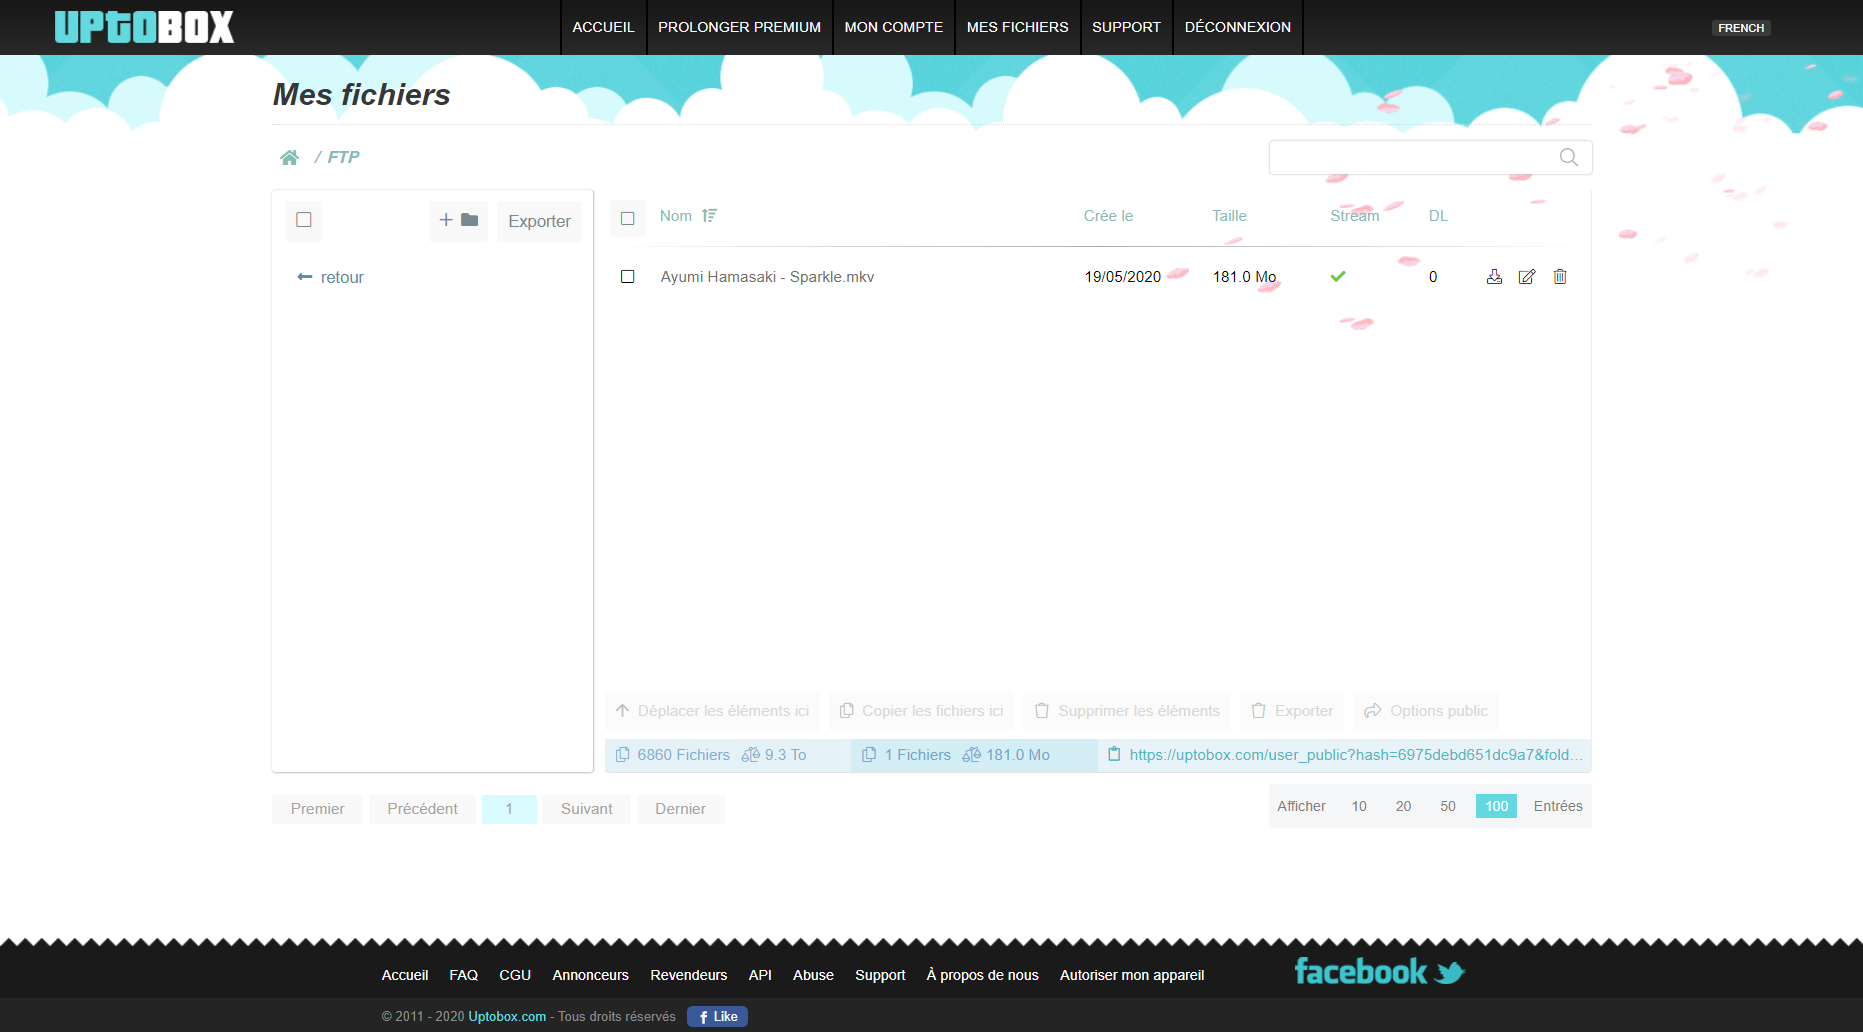 UPtOBOX
ACCUEIL PROLONGER PREMIUM MON COMPTE MES FICHIERS SUPPORT DÉCONNEXION
FRENCH
Mes fichiers
/ FTP
Exporter
Nom Crée le Taille Stream DL
retour
Ayumi Hamasaki - Sparkle.mkv 19/05/2020 181.0 Mo 0
Déplacer les éléments ici Copier les fichiers ici Supprimer les éléments Exporter Options public
6860 Fichiers 9.3 To 1 Fichiers 181.0 Mo https://uptobox.com/user_public?hash=6975debd651dc9a7&fold...
Premier Précédent 1 Suivant Dernier
Afficher 10 20 50 100 Entrées
Accueil FAQ CGU Annonceurs Revendeurs API Abuse Support À propos de nous Autoriser mon appareil
facebook
© 2011 - 2020 Uptobox.com - Tous droits réservés
Like